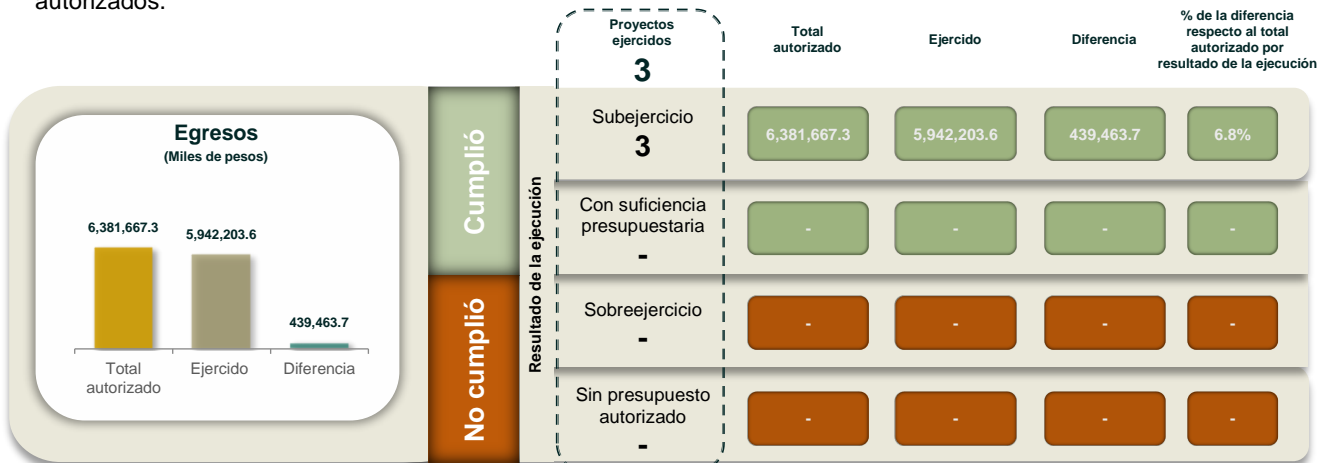 autorizados.
Proyectos
ejercidos
3
Total
autorizado
Ejercido
Diferencia
% de la diferencia
respecto al total
autorizado por
resultado de la ejecución
Egresos
(Miles de pesos)
6,381,667.3
5,942,203.6
439,463.7
Total
autorizado
Ejercido
Diferencia
Cumplió
No cumplió
Resultado de la ejecución
Subejercicio
3
6,381,667.3
5,942,203.6
439,463.7
6.8%
Con suficiencia
presupuestaria
-
-
-
-
-
Sobreejercicio
-
-
-
-
-
Sin presupuesto
autorizado
-
-
-
-
-